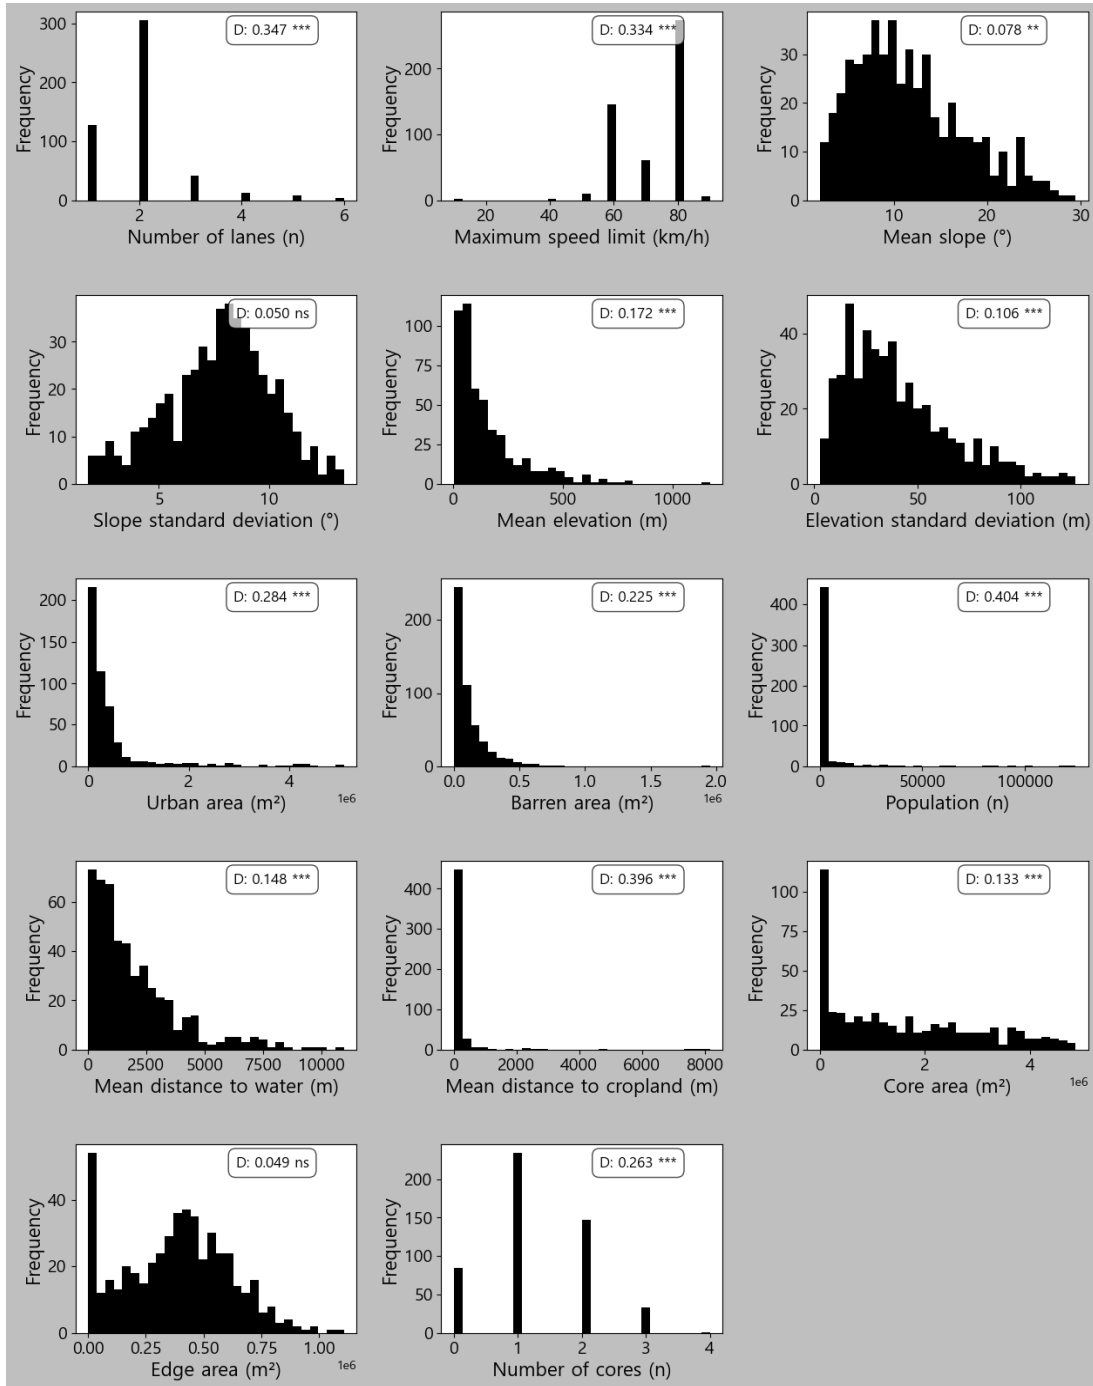 D: 0.347 ***
Frequency
300
200
100
0
2
4
6
Number of lanes (n)
D: 0.334 ***
Frequency
200
100
0
20
40
60
80
Maximum speed limit (km/h)
D: 0.078 **
Frequency
30
20
10
0
10
20
30
Mean slope (°)
D: 0.050 ns
Frequency
30
20
10
0
5
10
Slope standard deviation (°)
D: 0.172 ***
Frequency
100
75
50
25
0
0
500
1000
Mean elevation (m)
D: 0.106 ***
Frequency
40
20
0
0
50
100
Elevation standard deviation (m)
D: 0.284 ***
Frequency
200
150
100
50
0
0
2
4
1e6
Urban area (m²)
D: 0.225 ***
Frequency
200
100
0
0.0
0.5
1.0
1.5
2.0
1e6
Barren area (m²)
D: 0.404 ***
Frequency
400
300
200
100
0
0
50000
100000
Population (n)
D: 0.148 ***
Frequency
60
40
20
0
0
2500
5000
7500
10000
Mean distance to water (m)
D: 0.396 ***
Frequency
400
300
200
100
0
0
2000
4000
6000
8000
Mean distance to cropland (m)
D: 0.133 ***
Frequency
100
75
50
25
0
0
2
4
1e6
Core area (m²)
D: 0.049 ns
Frequency
40
20
0
0.00
0.25
0.50
0.75
1.00
1e6
Edge area (m²)
D: 0.263 ***
Frequency
200
150
100
50
0
0
1
2
3
4
Number of cores (n)